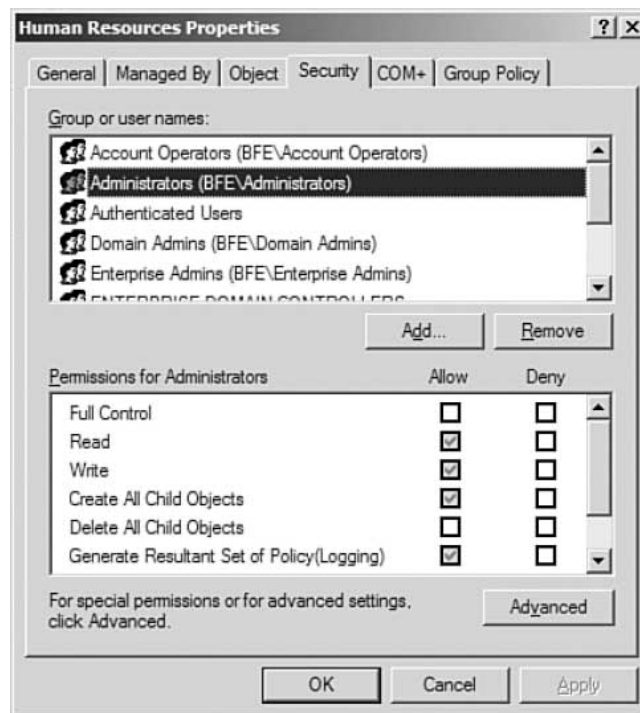 Human Resources Properties
General Managed By Object Security COM+ Group Policy
Group or user names:
Account Operators (BFE\Account Operators)
Administrators (BFE\Administrators)
Authenticated Users
Domain Admins (BFE\Domain Admins)
Enterprise Admins (BFE\Enterprise Admins)
ENTERPRISE DOMAIN CONTROLLERS
Add... Remove
Permissions for Administrators Allow Deny
Full Control
Read
Write
Create All Child Objects
Delete All Child Objects
Generate Resultant Set of Policy(Logging)
For special permissions or for advanced settings,
click Advanced.
Advanced
OK Cancel Apply